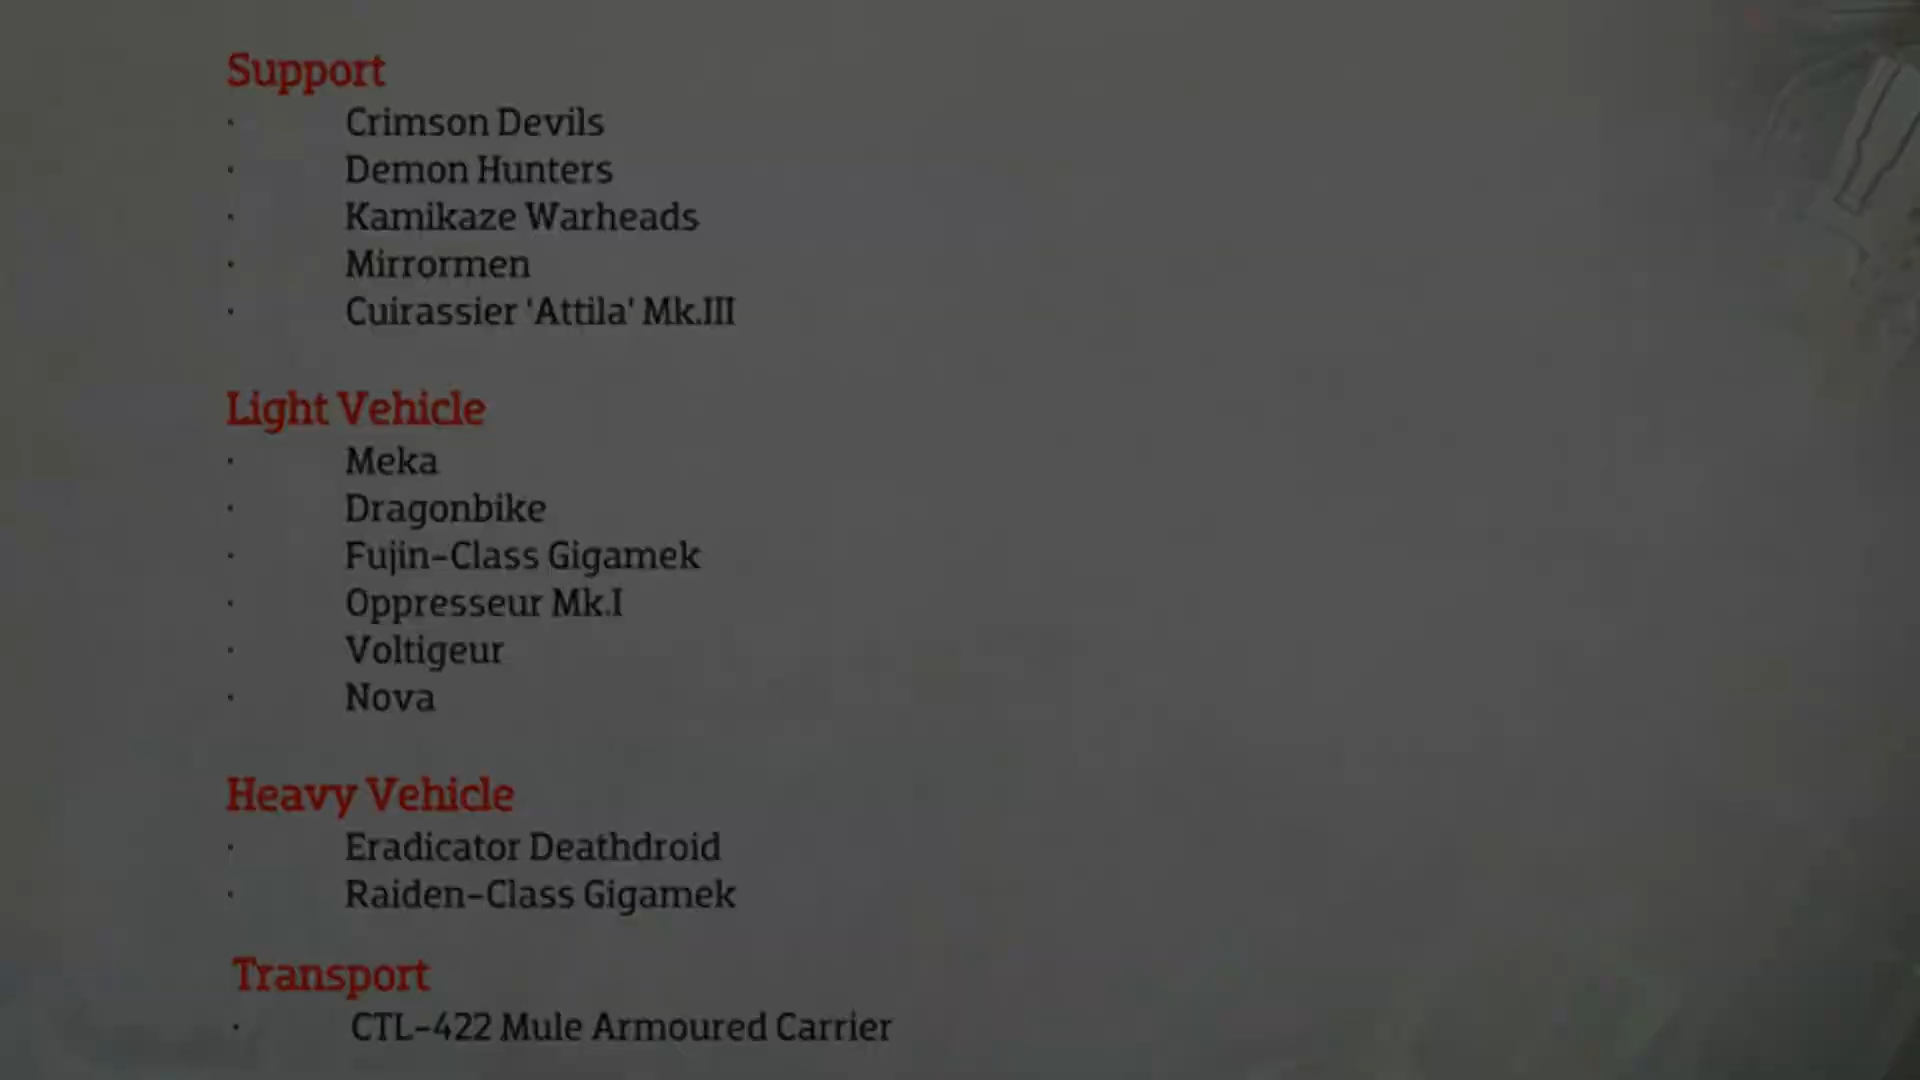 Support
· Crimson Devils
· Demon Hunters
· Kamikaze Warheads
· Mirrormen
· Cuirassier 'Attila' Mk.III
Light Vehicle
· Meka
· Dragonbike
· Fujin-Class Gigamek
· Oppresseur Mk.I
· Voltigeur
· Nova
Heavy Vehicle
· Eradicator Deathdroid
· Raiden-Class Gigamek
Transport
· CTL-422 Mule Armoured Carrier